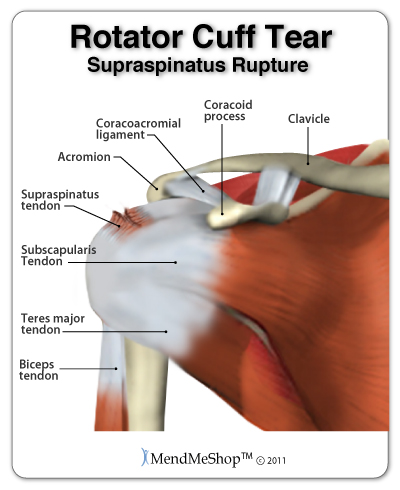 Rotator Cuff Tear
Supraspinatus Rupture
Coracoid
process
Clavicle
Coracoacromial
ligament
Acromion
Supraspinatus
tendon
Subscapularis
Tendon
Teres major
tendon
Biceps
tendon
MendMeShop™ © 2011